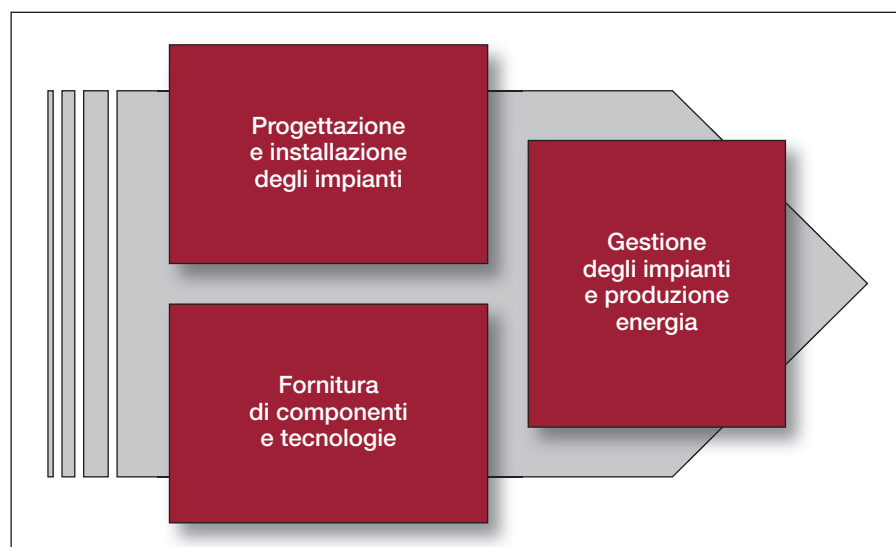 Progettazione
e installazione
degli impianti
Fornitura
di componenti
e tecnologie
Gestione
degli impianti
e produzione
energia